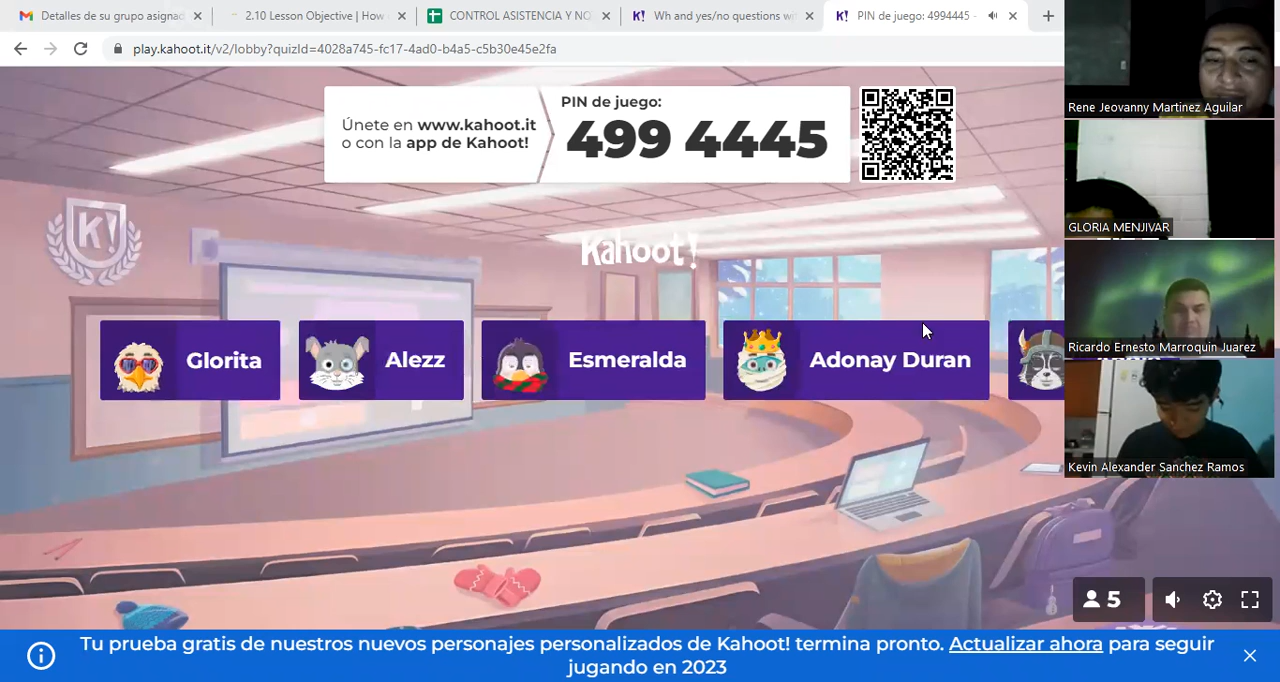 Detalles de su grupo asignad
2.10 Lesson Objective | How
CONTROL ASISTENCIA Y NO
Wh and yes/no questions w
PIN de juego: 4994445 -
play.kahoot.it/v2/lobby?quizId=4028a745-fc17-4ad0-b4a5-c5b30e45e2fa
Únete en www.kahoot.it
o con la app de Kahoot!
PIN de juego:
499 4445
K!
Kahoot!
Glorita
Alezz
Esmeralda
Adonay Duran
Rene Jeovanny Martinez Aguilar
GLORIA MENJIVAR
Ricardo Ernesto Marroquin Juarez
Kevin Alexander Sanchez Ramos
5
Tu prueba gratis de nuestros nuevos personajes personalizados de Kahoot! termina pronto. Actualizar ahora para seguir
jugando en 2023